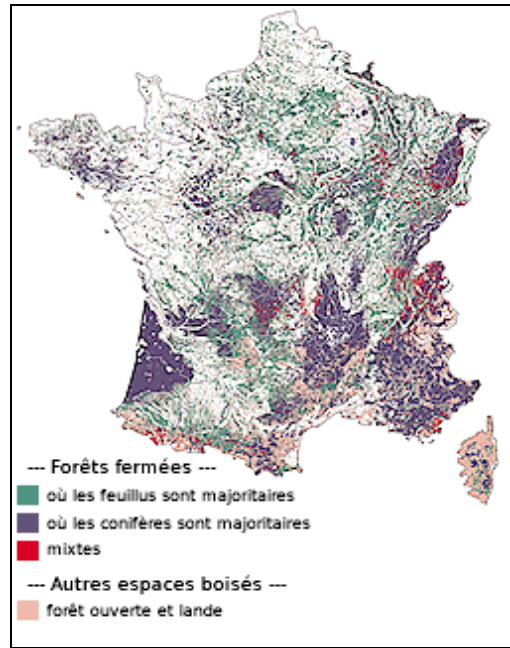 --- Forêts fermées ---
où les feuillus sont majoritaires
où les conifères sont majoritaires
mixtes
--- Autres espaces boisés ---
forêt ouverte et lande